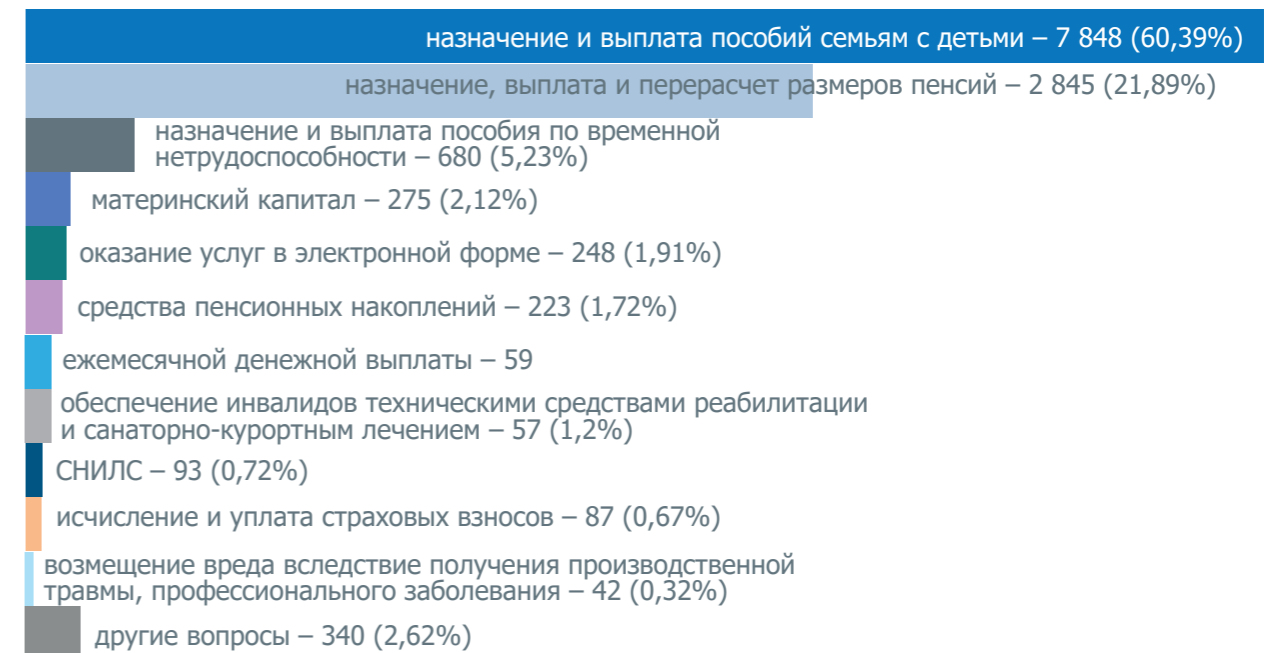 назначение и выплата пособий семьям с детьми – 7 848 (60,39%)
назначение, выплата и перерасчет размеров пенсий – 2 845 (21,89%)
назначение и выплата пособия по временной
нетрудоспособности – 680 (5,23%)
материнский капитал – 275 (2,12%)
оказание услуг в электронной форме – 248 (1,91%)
средства пенсионных накоплений – 223 (1,72%)
ежемесячной денежной выплаты – 59
обеспечение инвалидов техническими средствами реабилитации
и санаторно-курортным лечением – 57 (1,2%)
СНИЛС – 93 (0,72%)
исчисление и уплата страховых взносов – 87 (0,67%)
возмещение вреда вследствие получения производственной
травмы, профессионального заболевания – 42 (0,32%)
другие вопросы – 340 (2,62%)